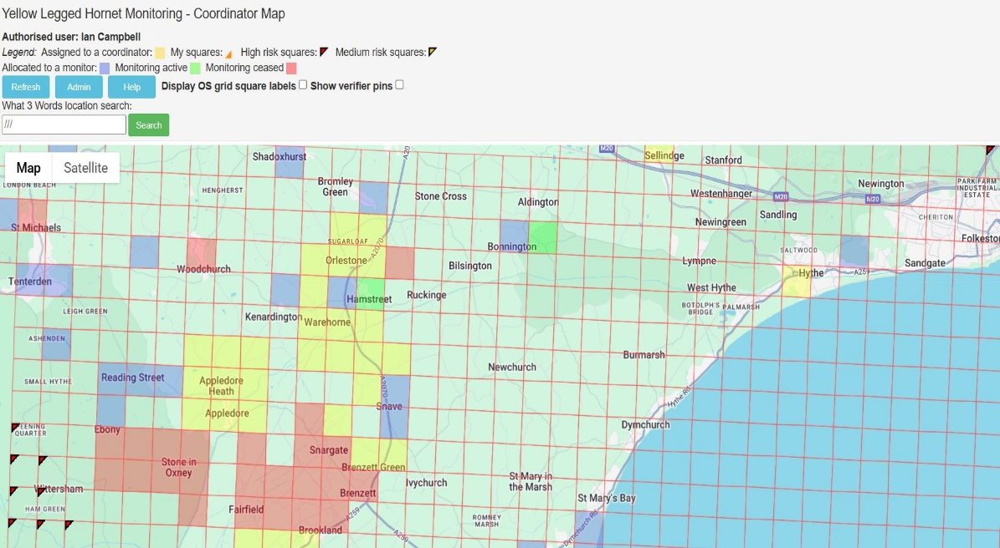 Yellow Legged Hornet Monitoring - Coordinator Map
Authorised user: Ian Campbell
Legend: Assigned to a coordinator: My squares: High risk squares: Medium risk squares:
Allocated to a monitor: Monitoring active Monitoring ceased
Refresh Admin Help Display OS grid square labels Show verifier pins
What 3 Words location search:
///
Search
Map Satellite
M20
A20
Shadoxhurst
Sellindge
Stanford
LONDON BEACH
HENGHERST
Bromley
Green
Stone Cross
Aldington
Westenhanger
M20
M20
Newington
PARK FARM
INDUSTRIAL
ESTATE
St Michaels
Newingreen
Sandling
CHERITON
SUGARLOAF
A2070
Bonnington
SALTWOOD
Folkesto
Woodchurch
Orlestone
Bilsington
Lympne
Hythe
A259
Sandgate
Tenterden
Hamstreet
Ruckinge
West Hythe
LEIGH GREEN
Kenardington
Warehorne
BOTOLPH'S
BRIDGE
PALMARSH
ASHENDEN
Newchurch
Burmarsh
SMALL HYTHE
Reading Street
Appledore
Heath
A2070
Hythe Rd
Appledore
Snave
EENING
QUARTER
Ebony
Dymchurch
Snargate
Stone in
Oxney
Brenzett Green
Wittersham
Brenzett
Ivychurch
St Mary in
the Marsh
St Mary's Bay
HAM GREEN
Fairfield
A259
Brookland
A259
ROMNEY
MARSH
Dymchurch Rd